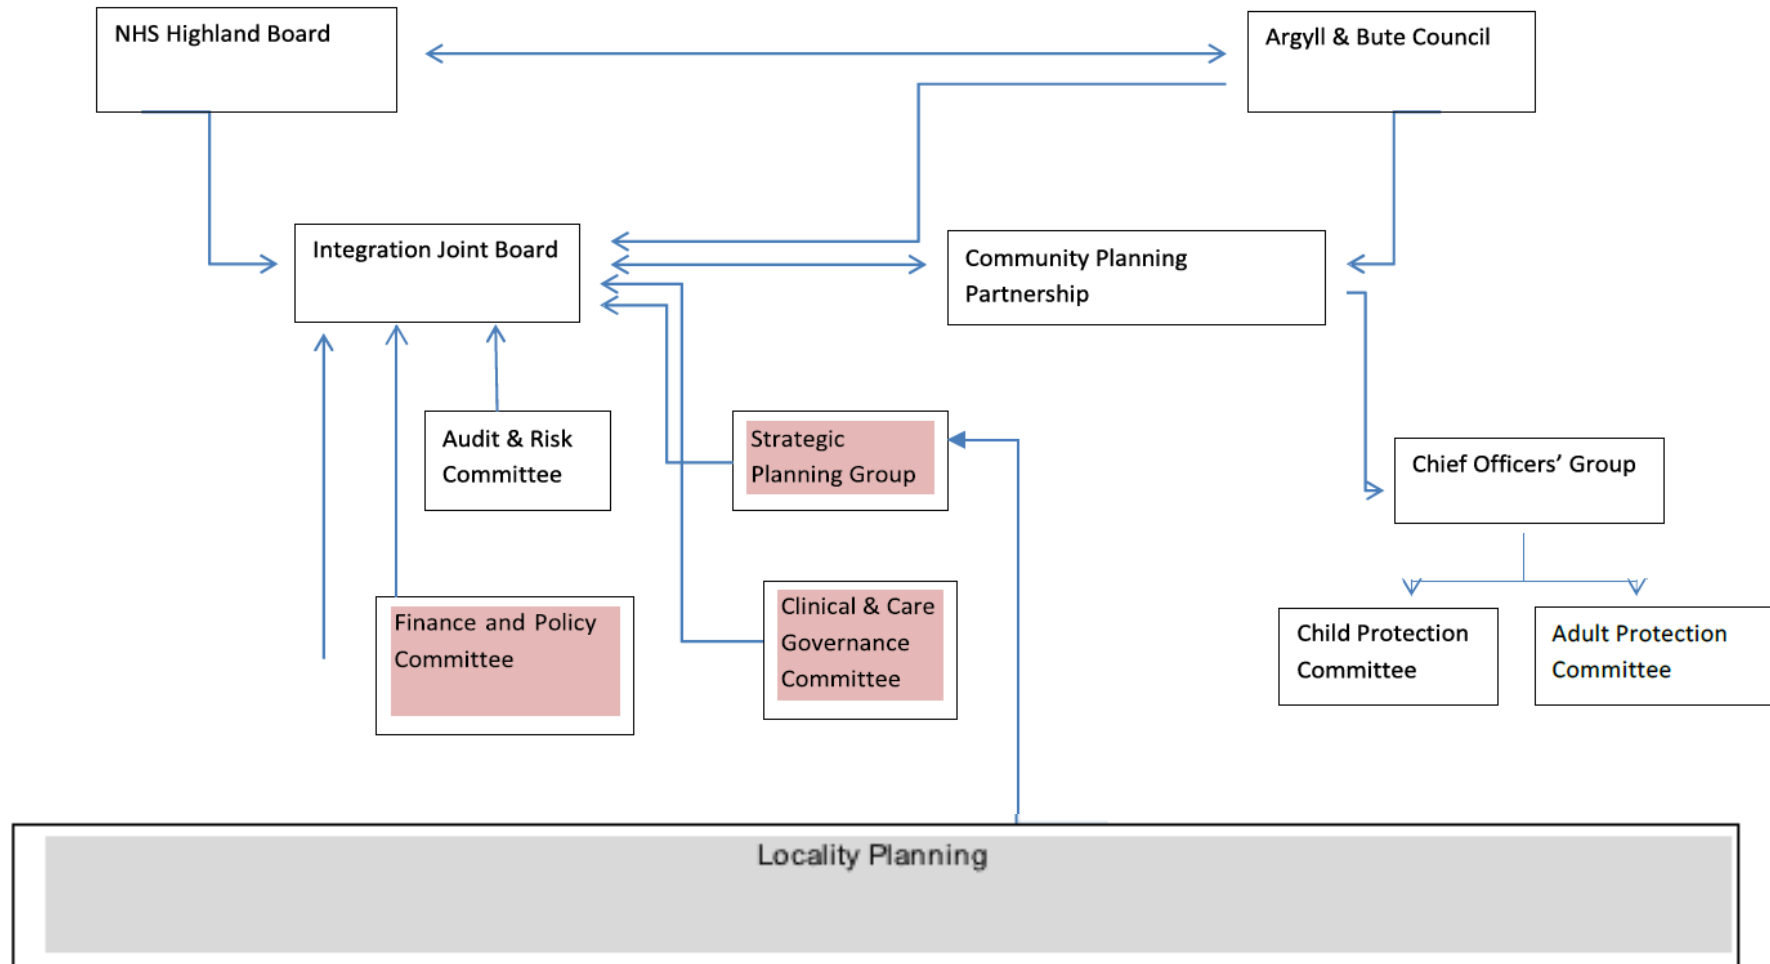 NHS Highland Board
Argyll & Bute Council
Integration Joint Board
Community Planning
Partnership
Audit & Risk
Committee
Strategic
Planning Group
Chief Officers’ Group
Finance and Policy
Committee
Clinical & Care
Governance
Committee
Child Protection
Committee
Adult Protection
Committee
Locality Planning